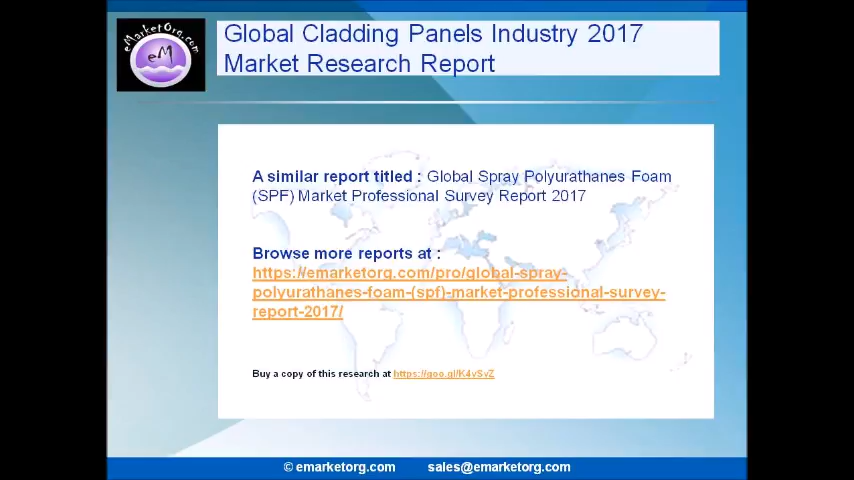 eMarketOrg.com
eM
Global Cladding Panels Industry 2017
Market Research Report
A similar report titled : Global Spray Polyurathanes Foam
(SPF) Market Professional Survey Report 2017
Browse more reports at :
https://emarketorg.com/pro/global-spray-
polyurathanes-foam-(spf)-market-professional-survey-
report-2017/
Buy a copy of this research at https://goo.gl/K4vSvZ
© emarketorg.com sales@emarketorg.com